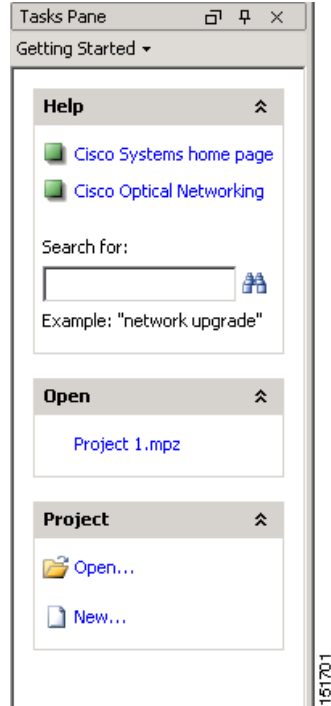 Tasks Pane
Getting Started
Help
Cisco Systems home page
Cisco Optical Networking
Search for:
Example: "network upgrade"
Open
Project 1.mpz
Project
Open...
New...
151701